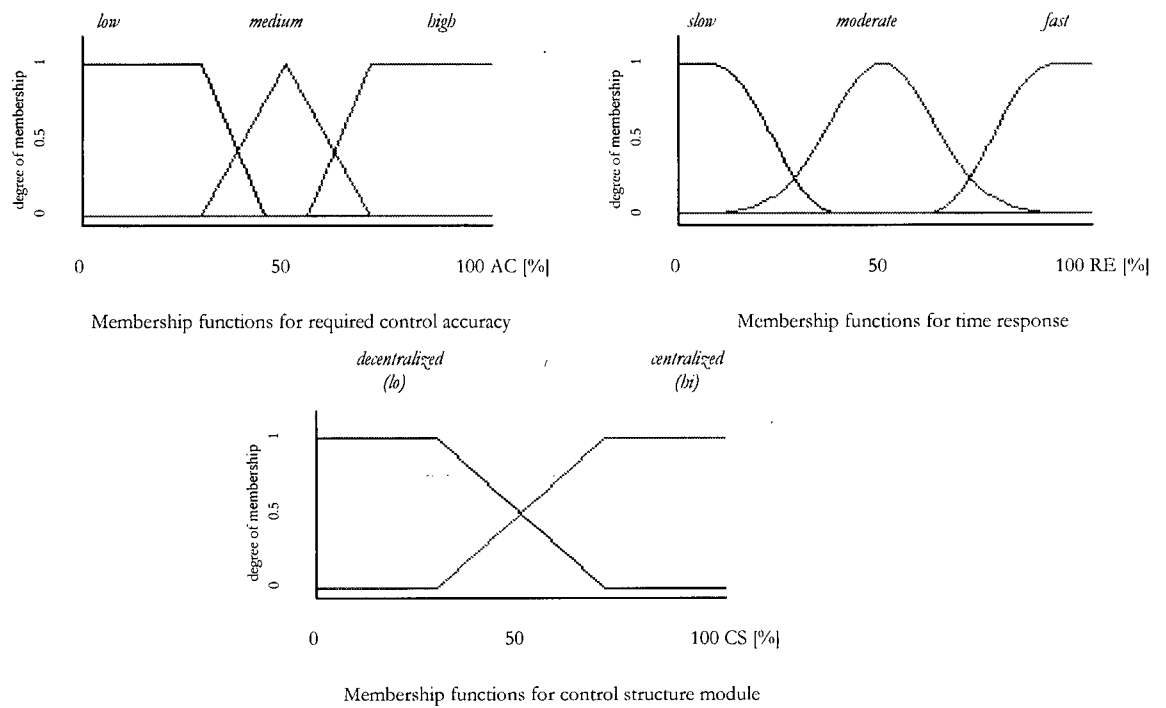 low medium high
degree of membership
1
0.5
0
0 50 100 AC [%]
Membership functions for required control accuracy
slow moderate fast
degree of membership
1
0.5
0
0 50 100 RE [%]
Membership functions for time response
decentralized centralized
(lo) (hi)
degree of membership
1
0.5
0
0 50 100 CS [%]
Membership functions for control structure module